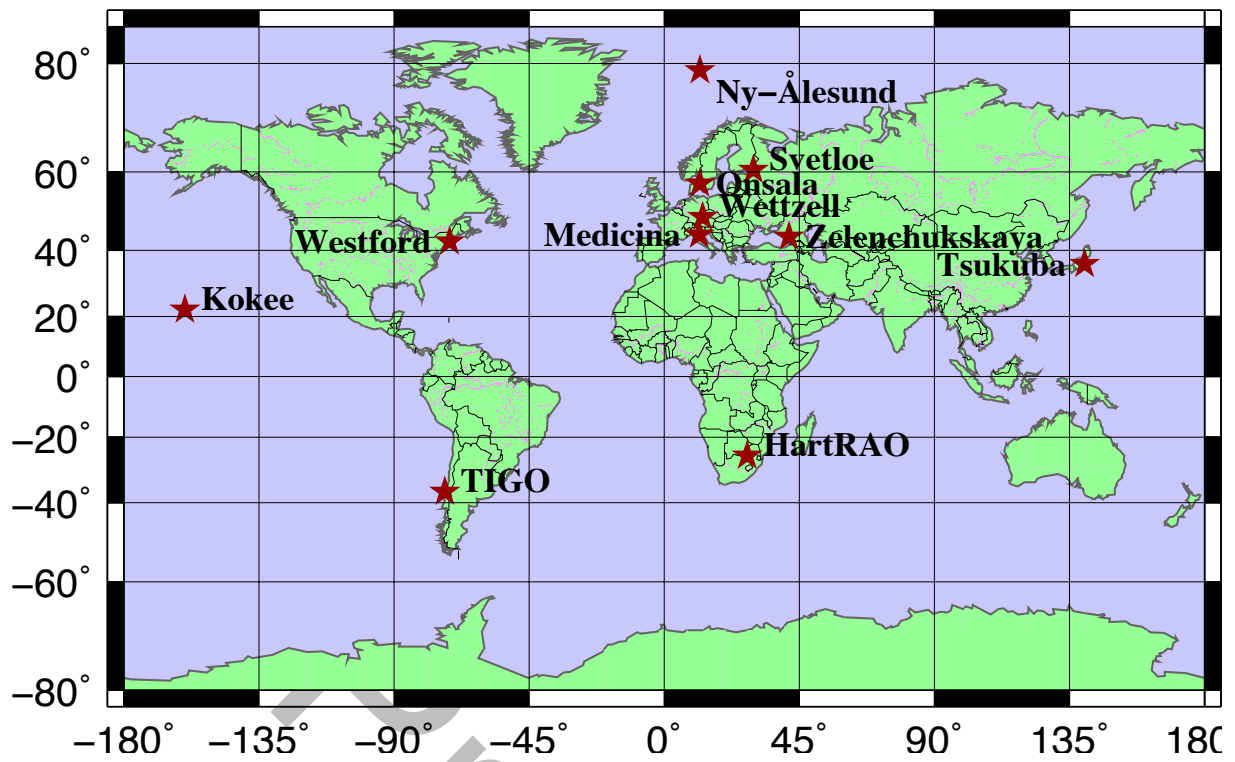 80°
Ny–Ålesund
Svetloe
60°
Onsala
Wettzell
Medicina
Zelenchukskaya
Westford
40°
Tsukuba
Kokee
20°
0°
−20°
HartRAO
TIGO
−40°
−60°
−80°
−180° −135° −90° −45° 0° 45° 90° 135° 180